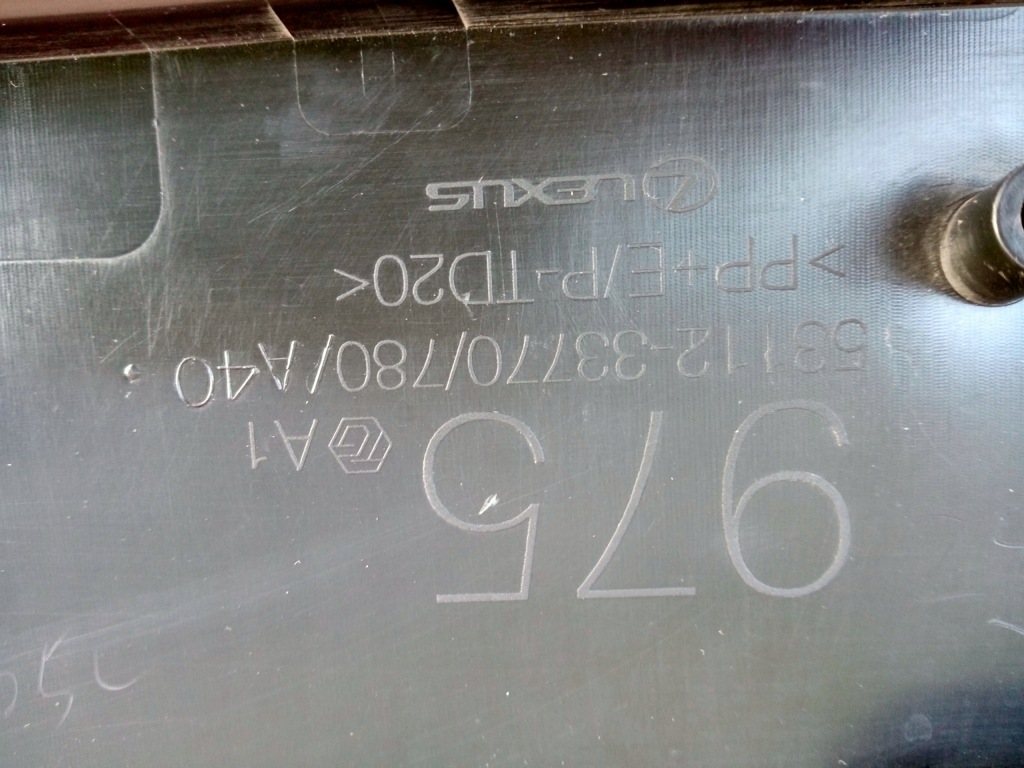 975 A1
53112-33770/780/A40
>PP+E/P-TD20<
LEXUS